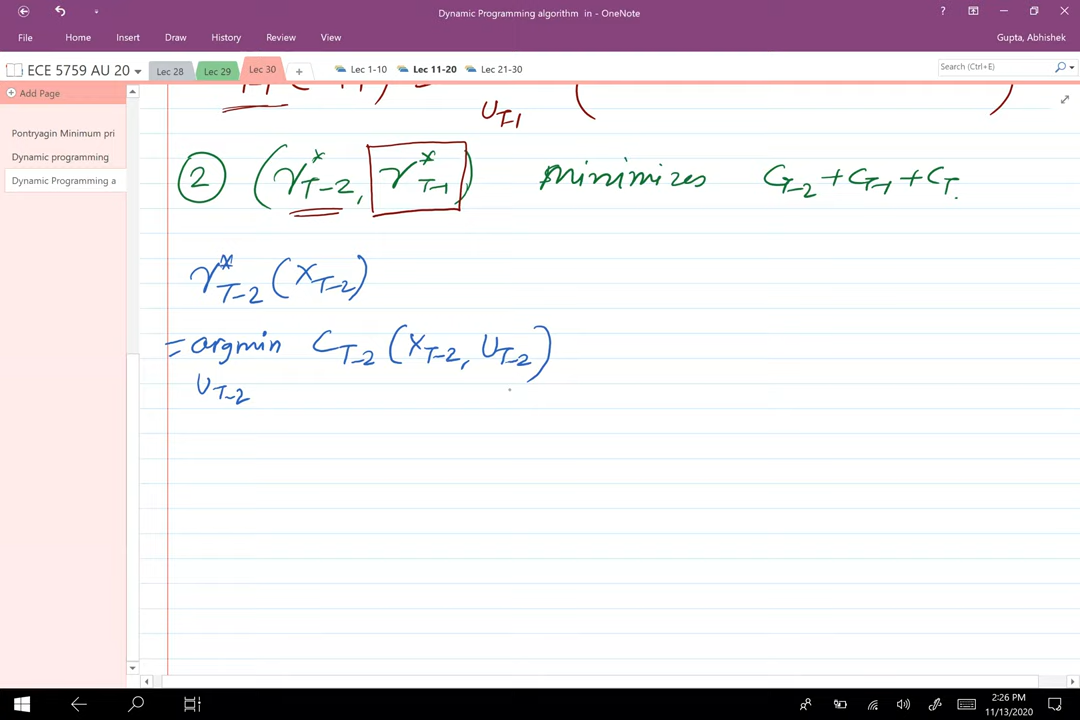 Dynamic Programming algorithm in - OneNote
Gupta, Abhishek
File Home Insert Draw History Review View
ECE 5759 AU 20 Lec 28 Lec 29 Lec 30 + Lec 1-10 Lec 11-20 Lec 21-30
Search (Ctrl+E)
Add Page
Pontryagin Minimum pri
Dynamic programming
Dynamic Programming a
U_{T-1}
② (γ*_{T-2}, γ*_{T-1}) minimizes C_{T-2} + C_{T-1} + C_T.
γ*_{T-2} (X_{T-2})
= argmin C_{T-2} (X_{T-2}, U_{T-2})
U_{T-2}
2:26 PM
11/13/2020